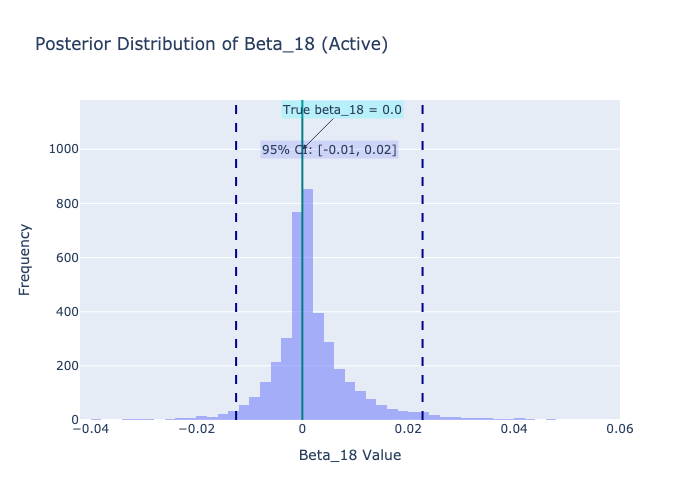 Posterior Distribution of Beta_18 (Active)
True beta_18 = 0.0
95% CI: [-0.01, 0.02]
1000
800
600
400
200
0
Frequency
−0.04 −0.02 0 0.02 0.04 0.06
Beta_18 Value